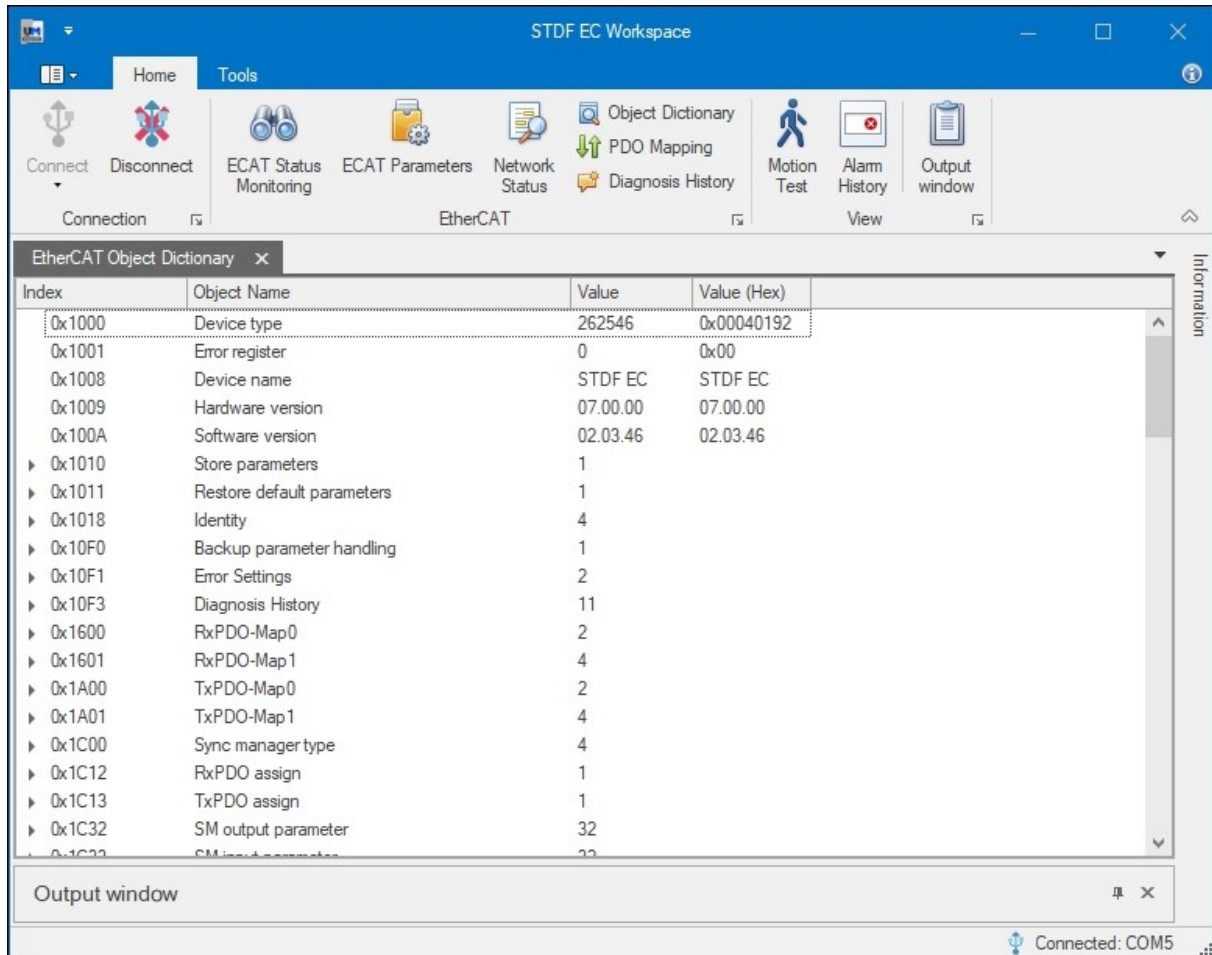 STDF EC Workspace
Home Tools
Connect Disconnect ECAT Status Monitoring ECAT Parameters Network Status Object Dictionary PDO Mapping Diagnosis History Motion Test Alarm History Output window
Connection EtherCAT View
EtherCAT Object Dictionary
Information
Index Object Name Value Value (Hex)
0x1000 Device type 262546 0x00040192
0x1001 Error register 0 0x00
0x1008 Device name STDF EC STDF EC
0x1009 Hardware version 07.00.00 07.00.00
0x100A Software version 02.03.46 02.03.46
0x1010 Store parameters 1
0x1011 Restore default parameters 1
0x1018 Identity 4
0x10F0 Backup parameter handling 1
0x10F1 Error Settings 2
0x10F3 Diagnosis History 11
0x1600 RxPDO-Map0 2
0x1601 RxPDO-Map1 4
0x1A00 TxPDO-Map0 2
0x1A01 TxPDO-Map1 4
0x1C00 Sync manager type 4
0x1C12 RxPDO assign 1
0x1C13 TxPDO assign 1
0x1C32 SM output parameter 32
Output window
Connected: COM5